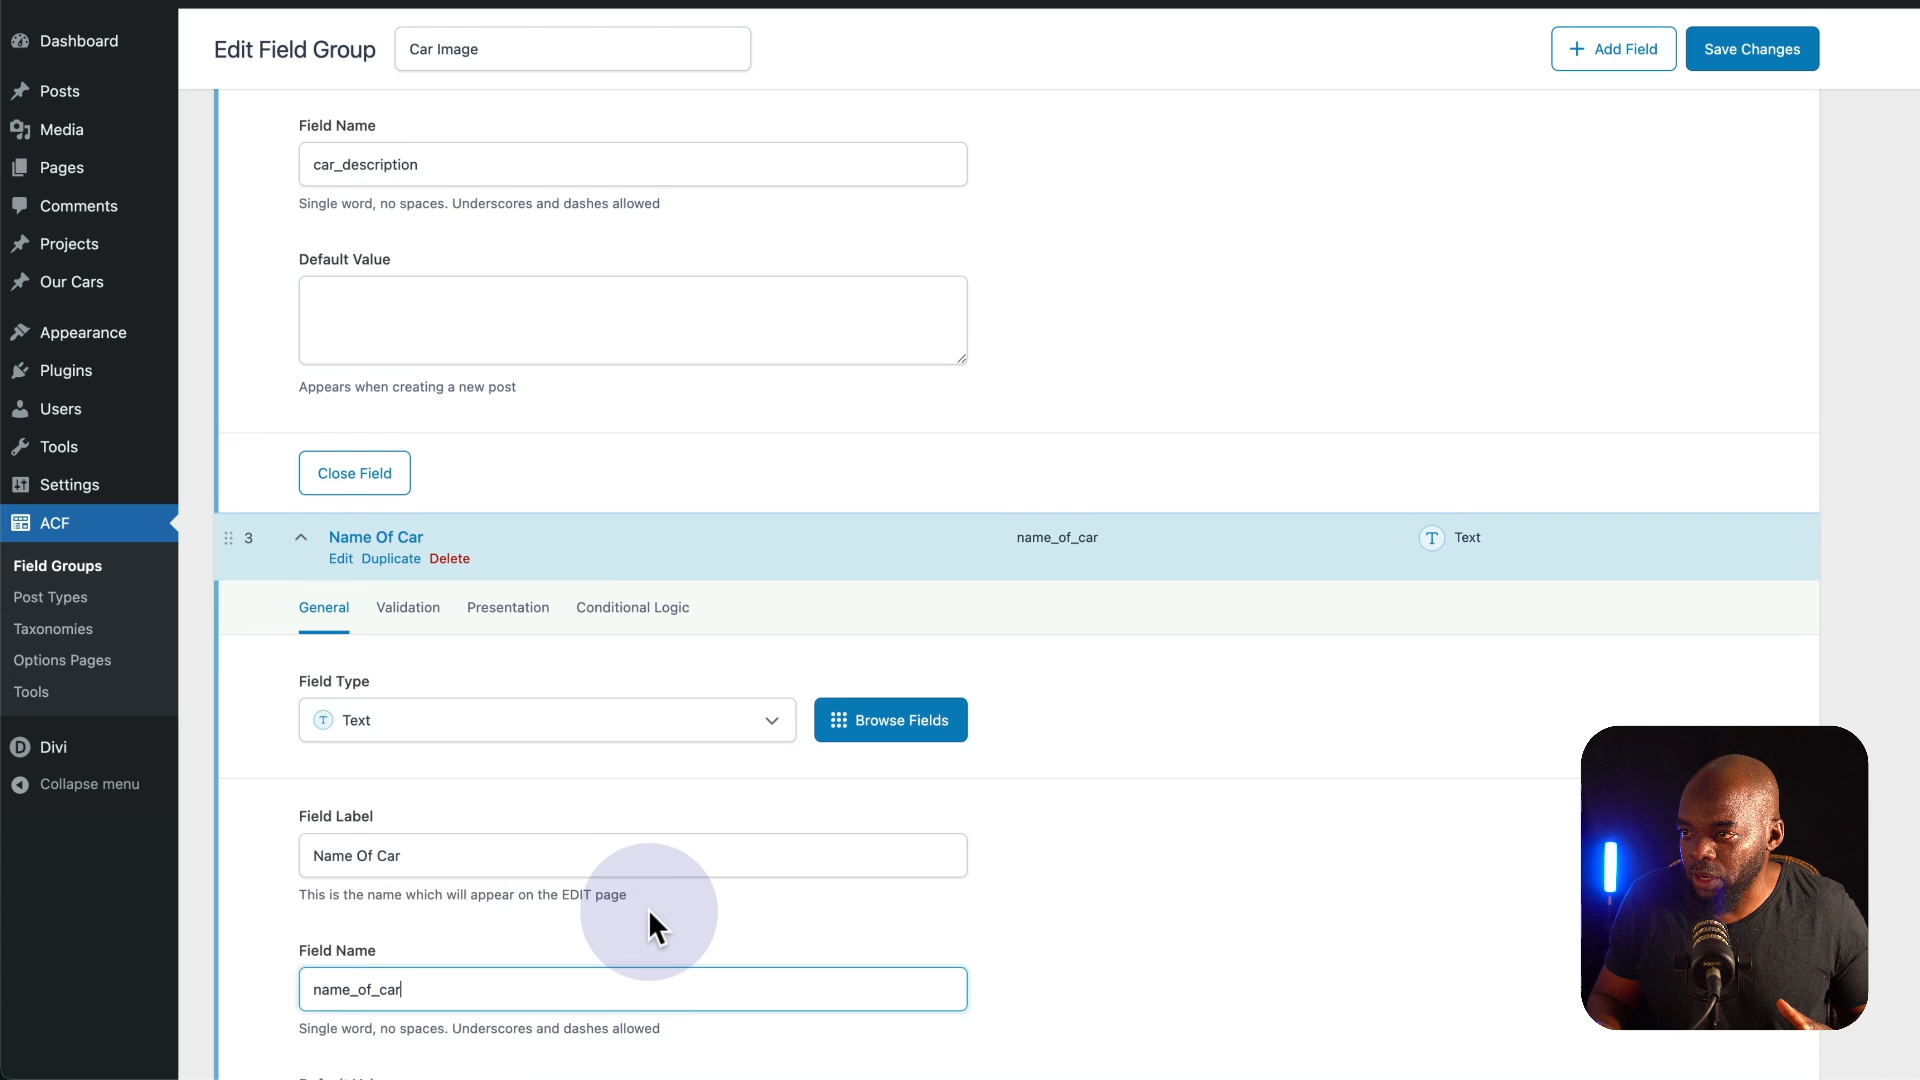 Dashboard
Posts
Media
Pages
Comments
Projects
Our Cars
Appearance
Plugins
Users
Tools
Settings
ACF
Field Groups
Post Types
Taxonomies
Options Pages
Tools
Divi
Collapse menu
Edit Field Group
Car Image
Add Field
Save Changes
Field Name
car_description
Single word, no spaces. Underscores and dashes allowed
Default Value
Appears when creating a new post
Close Field
3
Name Of Car
name_of_car
T Text
Edit Duplicate Delete
General Validation Presentation Conditional Logic
Field Type
T Text
Browse Fields
Field Label
Name Of Car
This is the name which will appear on the EDIT page
Field Name
name_of_car
Single word, no spaces. Underscores and dashes allowed